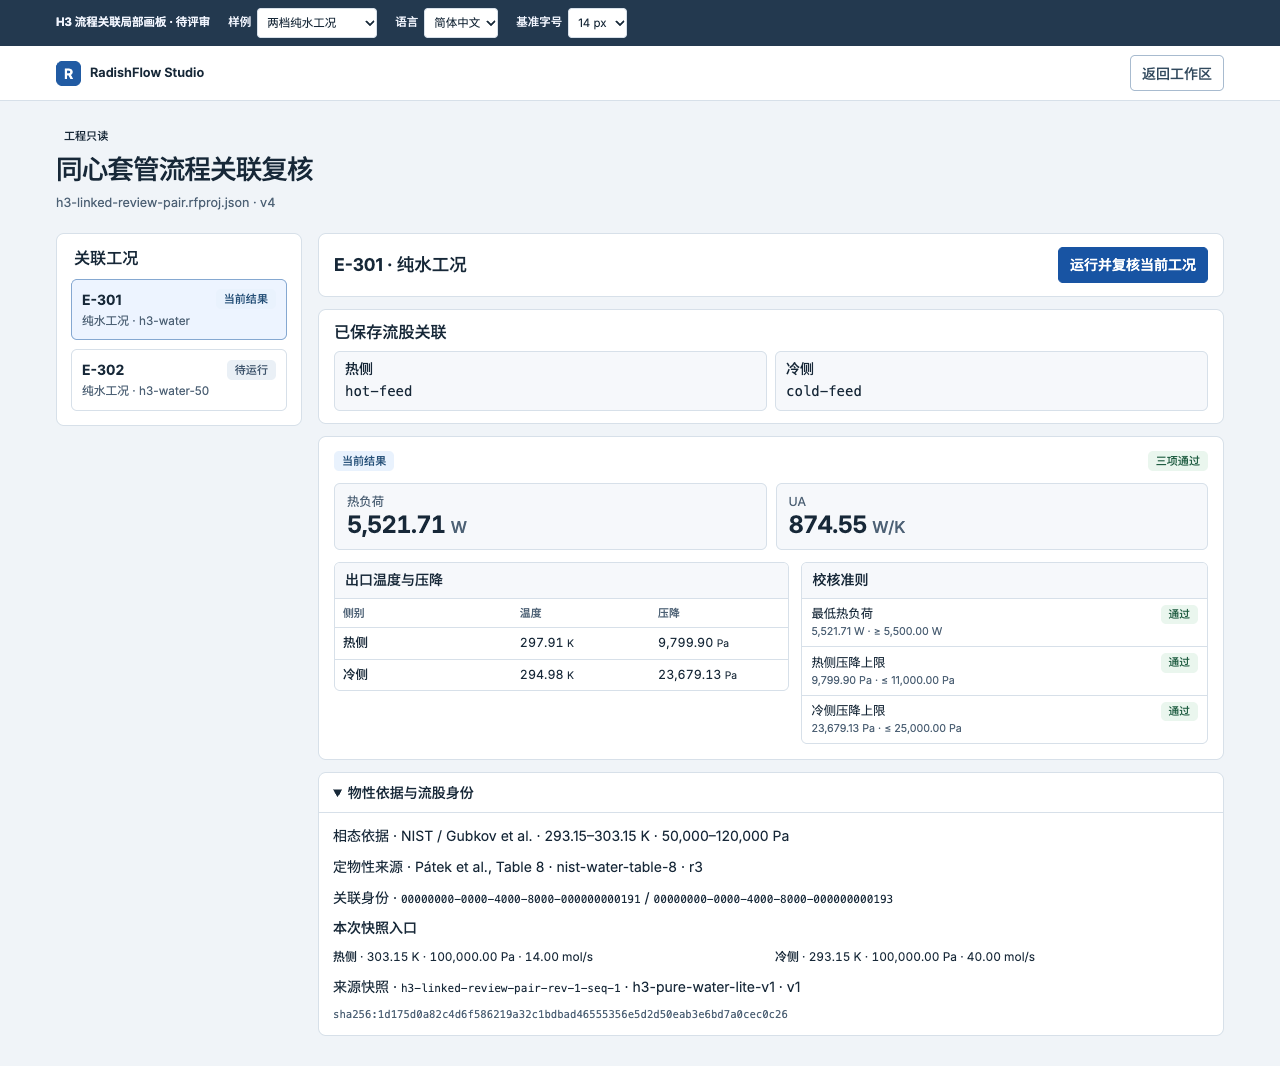 H3 流程关联局部画板 · 待评审 样例 两档纯水工况 语言 简体中文 基准字号 14 px
R RadishFlow Studio 返回工作区
工程只读
同心套管流程关联复核
h3-linked-review-pair.rfproj.json · v4
关联工况
E-301 当前结果
纯水工况 · h3-water
E-302 待运行
纯水工况 · h3-water-50
E-301 · 纯水工况 运行并复核当前工况
已保存流股关联
热侧 冷侧
hot-feed cold-feed
当前结果 三项通过
热负荷 UA
5,521.71 W 874.55 W/K
出口温度与压降
侧别 温度 压降
热侧 297.91 K 9,799.90 Pa
冷侧 294.98 K 23,679.13 Pa
校核准则
最低热负荷 通过
5,521.71 W · ≥ 5,500.00 W
热侧压降上限 通过
9,799.90 Pa · ≤ 11,000.00 Pa
冷侧压降上限 通过
23,679.13 Pa · ≤ 25,000.00 Pa
▼ 物性依据与流股身份
相态依据 · NIST / Gubkov et al. · 293.15–303.15 K · 50,000–120,000 Pa
定物性来源 · Pátek et al., Table 8 · nist-water-table-8 · r3
关联身份 · 00000000-0000-4000-8000-000000000191 / 00000000-0000-4000-8000-000000000193
本次快照入口
热侧 · 303.15 K · 100,000.00 Pa · 14.00 mol/s 冷侧 · 293.15 K · 100,000.00 Pa · 40.00 mol/s
来源快照 · h3-linked-review-pair-rev-1-seq-1 · h3-pure-water-lite-v1 · v1
sha256:1d175d0a82c4d6f586219a32c1bdbad46555356e5d2d50eab3e6bd7a0cec0c26